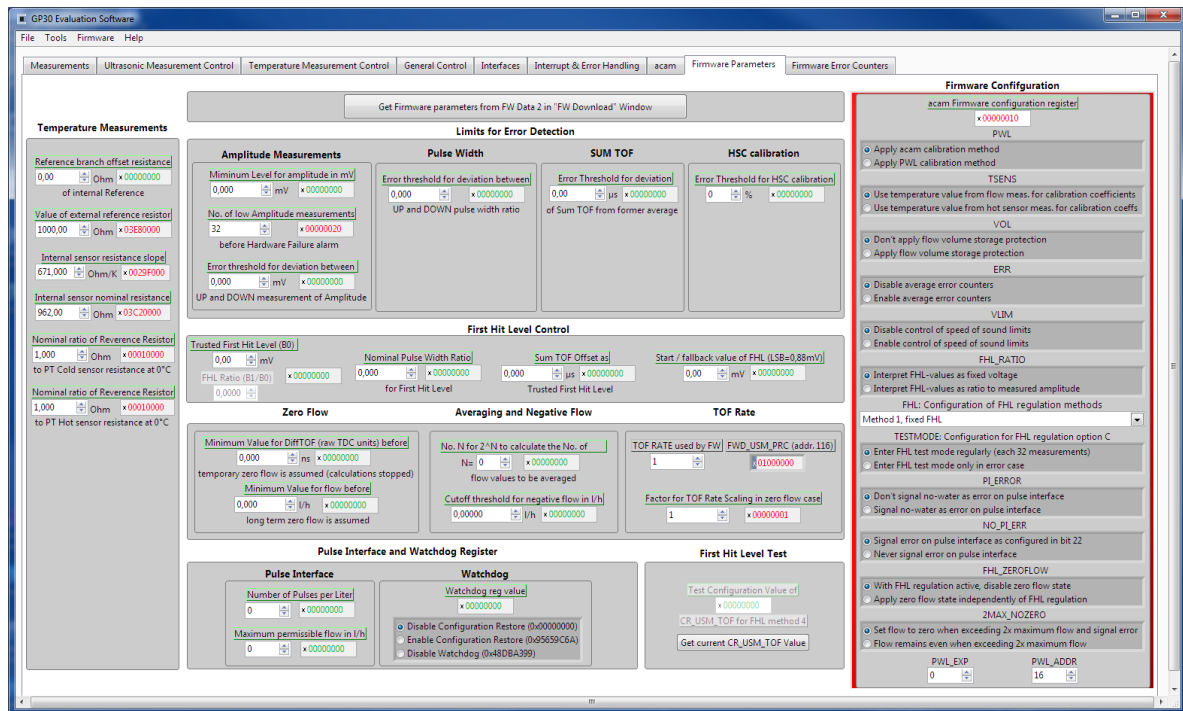 GP30 Evaluation Software
File Tools Firmware Help
Measurements Ultrasonic Measurement Control Temperature Measurement Control General Control Interfaces Interrupt & Error Handling acam Firmware Parameters Firmware Error Counters
Get Firmware parameters from FW Data 2 in "FW Download" Window
Temperature Measurements
Reference branch offset resistance
0,00 Ohm x 00000000
of internal Reference
Value of external reference resistor
1000,00 Ohm x 03E80000
Internal sensor resistance slope
671,000 Ohm/K x 0029F000
Internal sensor nominal resistance
962,00 Ohm x 03C20000
Nominal ratio of Reverence Resistor
1,000 Ohm x 00010000
to PT Cold sensor resistance at 0°C
Nominal ratio of Reverence Resistor
1,000 Ohm x 00010000
to PT Hot sensor resistance at 0°C
Limits for Error Detection
Amplitude Measurements
Miminum Level for amplitude in mV
0,000 mV x 00000000
No. of low Amplitude measurements
32 x 00000020
before Hardware Failure alarm
Error threshold for deviation between
0,000 mV x 00000000
UP and DOWN measurement of Amplitude
Pulse Width
Error threshold for deviation between
0,000 x 00000000
UP and DOWN pulse width ratio
SUM TOF
Error Threshold for deviation
0,00 µs x 00000000
of Sum TOF from former average
HSC calibration
Error Threshold for HSC calibration
0 % x 00000000
First Hit Level Control
Trusted First Hit Level (B0)
0,00 mV
FHL Ratio (B1/B0)
0,0000
x 00000000
Nominal Pulse Width Ratio
0,000 x 00000000
for First Hit Level
Sum TOF Offset as
0,000 µs x 00000000
Trusted First Hit Level
Start / fallback value of FHL (LSB=0,88mV)
0,00 mV x 00000000
Zero Flow
Minimum Value for DiffTOF (raw TDC units) before
0,000 ns x 00000000
temporary zero flow is assumed (calculations stopped)
Minimum Value for flow before
0,000 l/h x 00000000
long term zero flow is assumed
Averaging and Negative Flow
No. N for 2^N to calculate the No. of
N= 0 x 00000000
flow values to be averaged
Cutoff threshold for negative flow in l/h
0,00000 l/h x 00000000
TOF Rate
TOF RATE used by FW FWD_USM_PRC (addr. 116)
1 x 01000000
Factor for TOF Rate Scaling in zero flow case
1 x 00000001
Pulse Interface and Watchdog Register
Pulse Interface
Number of Pulses per Liter
0 x 00000000
Maximum permissible flow in l/h
0 x 00000000
Watchdog
Watchdog reg value
x 00000000
Disable Configuration Restore (0x00000000)
Enable Configuration Restore (0x95659C6A)
Disable Watchdog (0x48DBA399)
First Hit Level Test
Test Configuration Value of
x 00000000
CR_USM_TOF for FHL method 4
Get current CR_USM_TOF Value
Firmware Confifguration
acam Firmware configuration register
x 00000010
PWL
Apply acam calibration method
Apply PWL calibration method
TSENS
Use temperature value from flow meas. for calibration coefficients
Use temperature value from hot sensor meas. for calibration coeffs
VOL
Don't apply flow volume storage protection
Apply flow volume storage protection
ERR
Disable average error counters
Enable average error counters
VLIM
Disable control of speed of sound limits
Enable control of speed of sound limits
FHL_RATIO
Interpret FHL-values as fixed voltage
Interpret FHL-values as ratio to measured amplitude
FHL: Configuration of FHL regulation methods
Method 1, fixed FHL
TESTMODE: Configuration for FHL regulation option C
Enter FHL test mode regularly (each 32 measurements)
Enter FHL test mode only in error case
PI_ERROR
Don't signal no-water as error on pulse interface
Signal no-water as error on pulse interface
NO_PI_ERR
Signal error on pulse interface as configured in bit 22
Never signal error on pulse interface
FHL_ZEROFLOW
With FHL regulation active, disable zero flow state
Apply zero flow state independently of FHL regulation
2MAX_NOZERO
Set flow to zero when exceeding 2x maximum flow and signal error
Flow remains even when exceeding 2x maximum flow
PWL_EXP PWL_ADDR
0 16